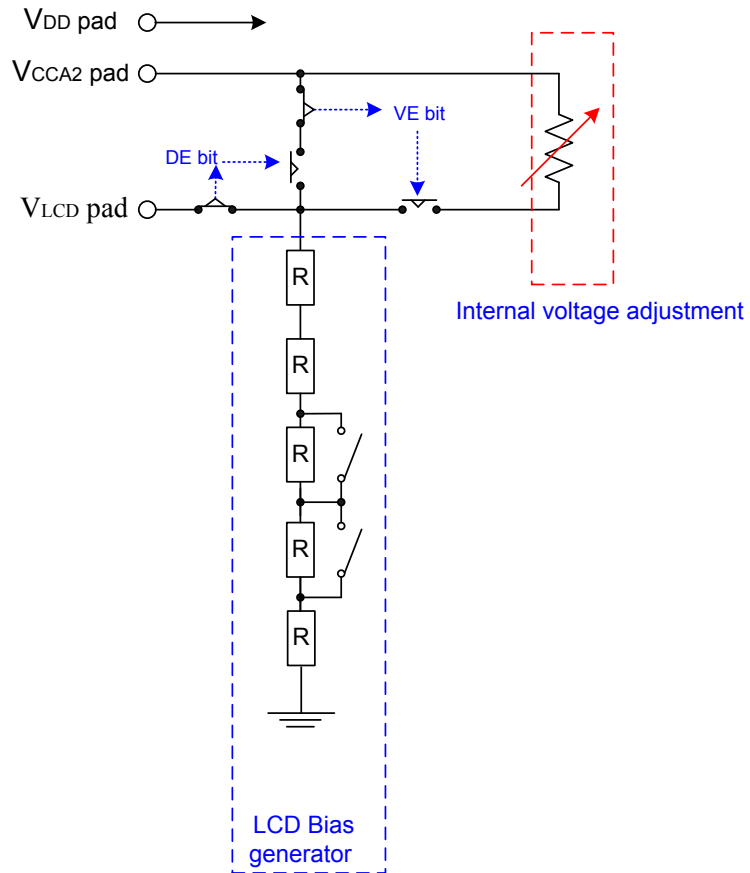 VDD pad
VCCA2 pad
VE bit
DE bit
VLCD pad
R
Internal voltage adjustment
R
R
R
R
LCD Bias
generator